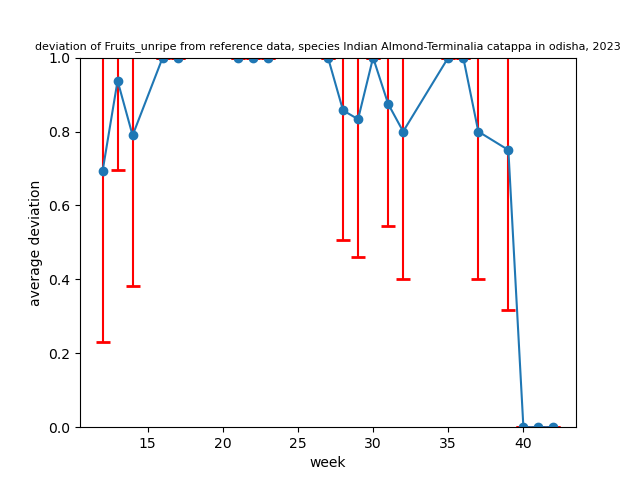 deviation of Fruits_unripe from reference data, species Indian Almond-Terminalia catappa in odisha, 2023
1.0
0.8
0.6
0.4
0.2
0.0
average deviation
15 20 25 30 35 40
week